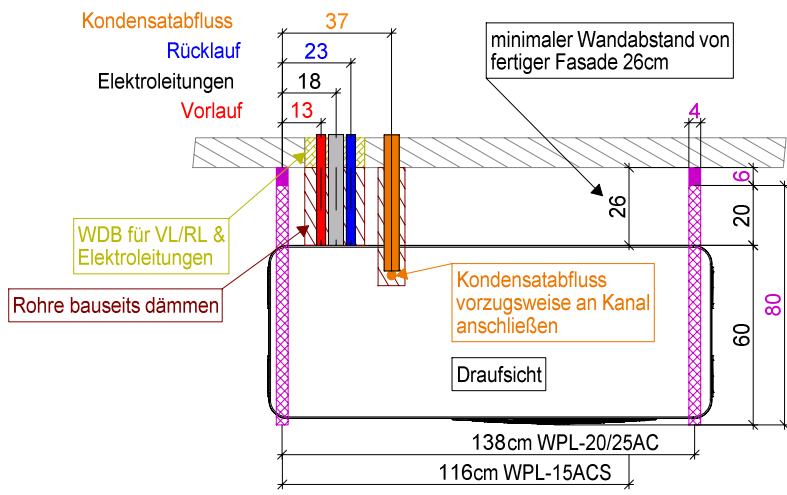 Kondensatabfluss
37
Rücklauf
23
Elektroleitungen
18
Vorlauf
13
minimaler Wandabstand von
fertiger Fasade 26cm
4
6
26
20
WDB für VL/RL &
Elektroleitungen
Rohre bauseits dämmen
Kondensatabfluss
vorzugsweise an Kanal
anschließen
80
60
Draufsicht
138cm WPL-20/25AC
116cm WPL-15ACS